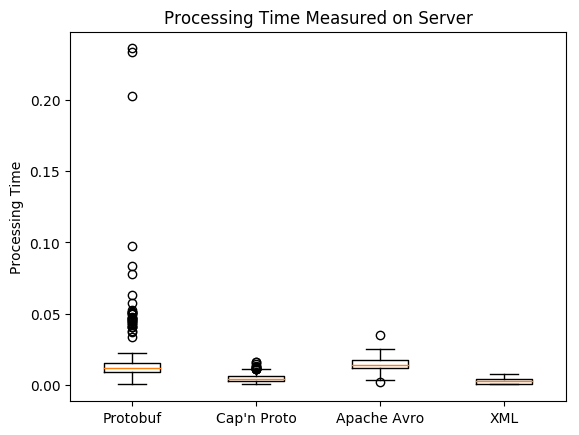 Processing Time Measured on Server
Processing Time
0.20
0.15
0.10
0.05
0.00
Protobuf
Cap'n Proto
Apache Avro
XML